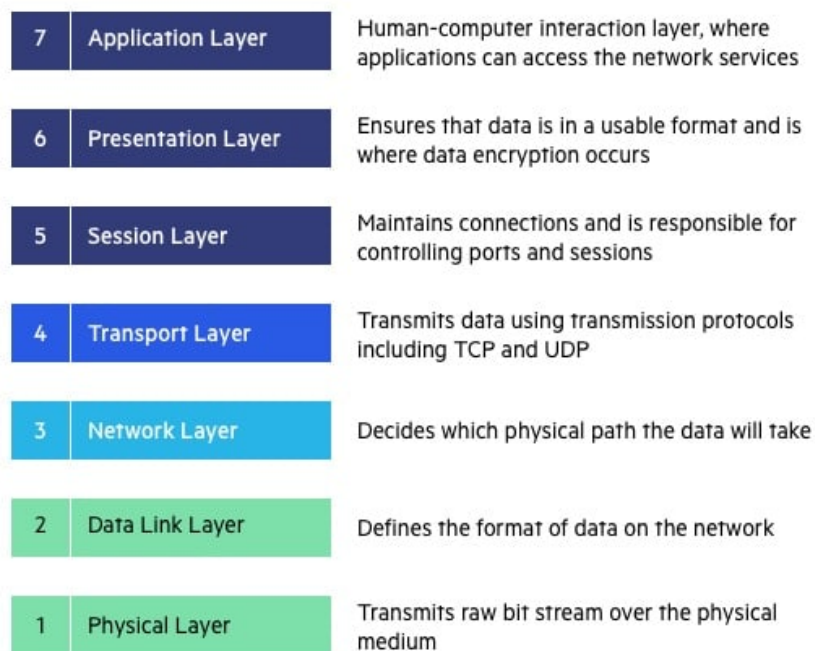 7 Application Layer
Human-computer interaction layer, where
applications can access the network services
6 Presentation Layer
Ensures that data is in a usable format and is
where data encryption occurs
5 Session Layer
Maintains connections and is responsible for
controlling ports and sessions
4 Transport Layer
Transmits data using transmission protocols
including TCP and UDP
3 Network Layer
Decides which physical path the data will take
2 Data Link Layer
Defines the format of data on the network
1 Physical Layer
Transmits raw bit stream over the physical
medium